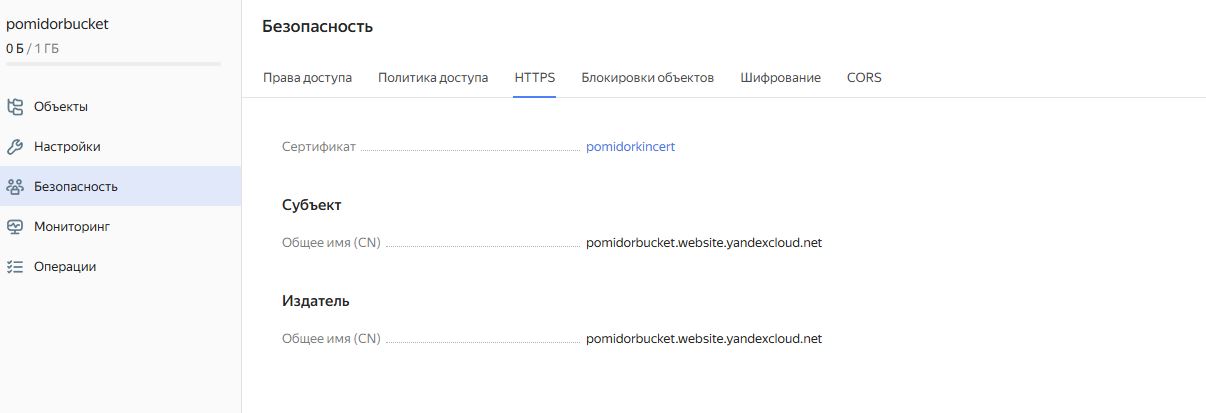 pomidorbucket
0 Б / 1 ГБ
Объекты
Настройки
Безопасность
Мониторинг
Операции
Безопасность
Права доступа Политика доступа HTTPS Блокировки объектов Шифрование CORS
Сертификат pomidorkincert
Субъект
Общее имя (CN) pomidorbucket.website.yandexcloud.net
Издатель
Общее имя (CN) pomidorbucket.website.yandexcloud.net